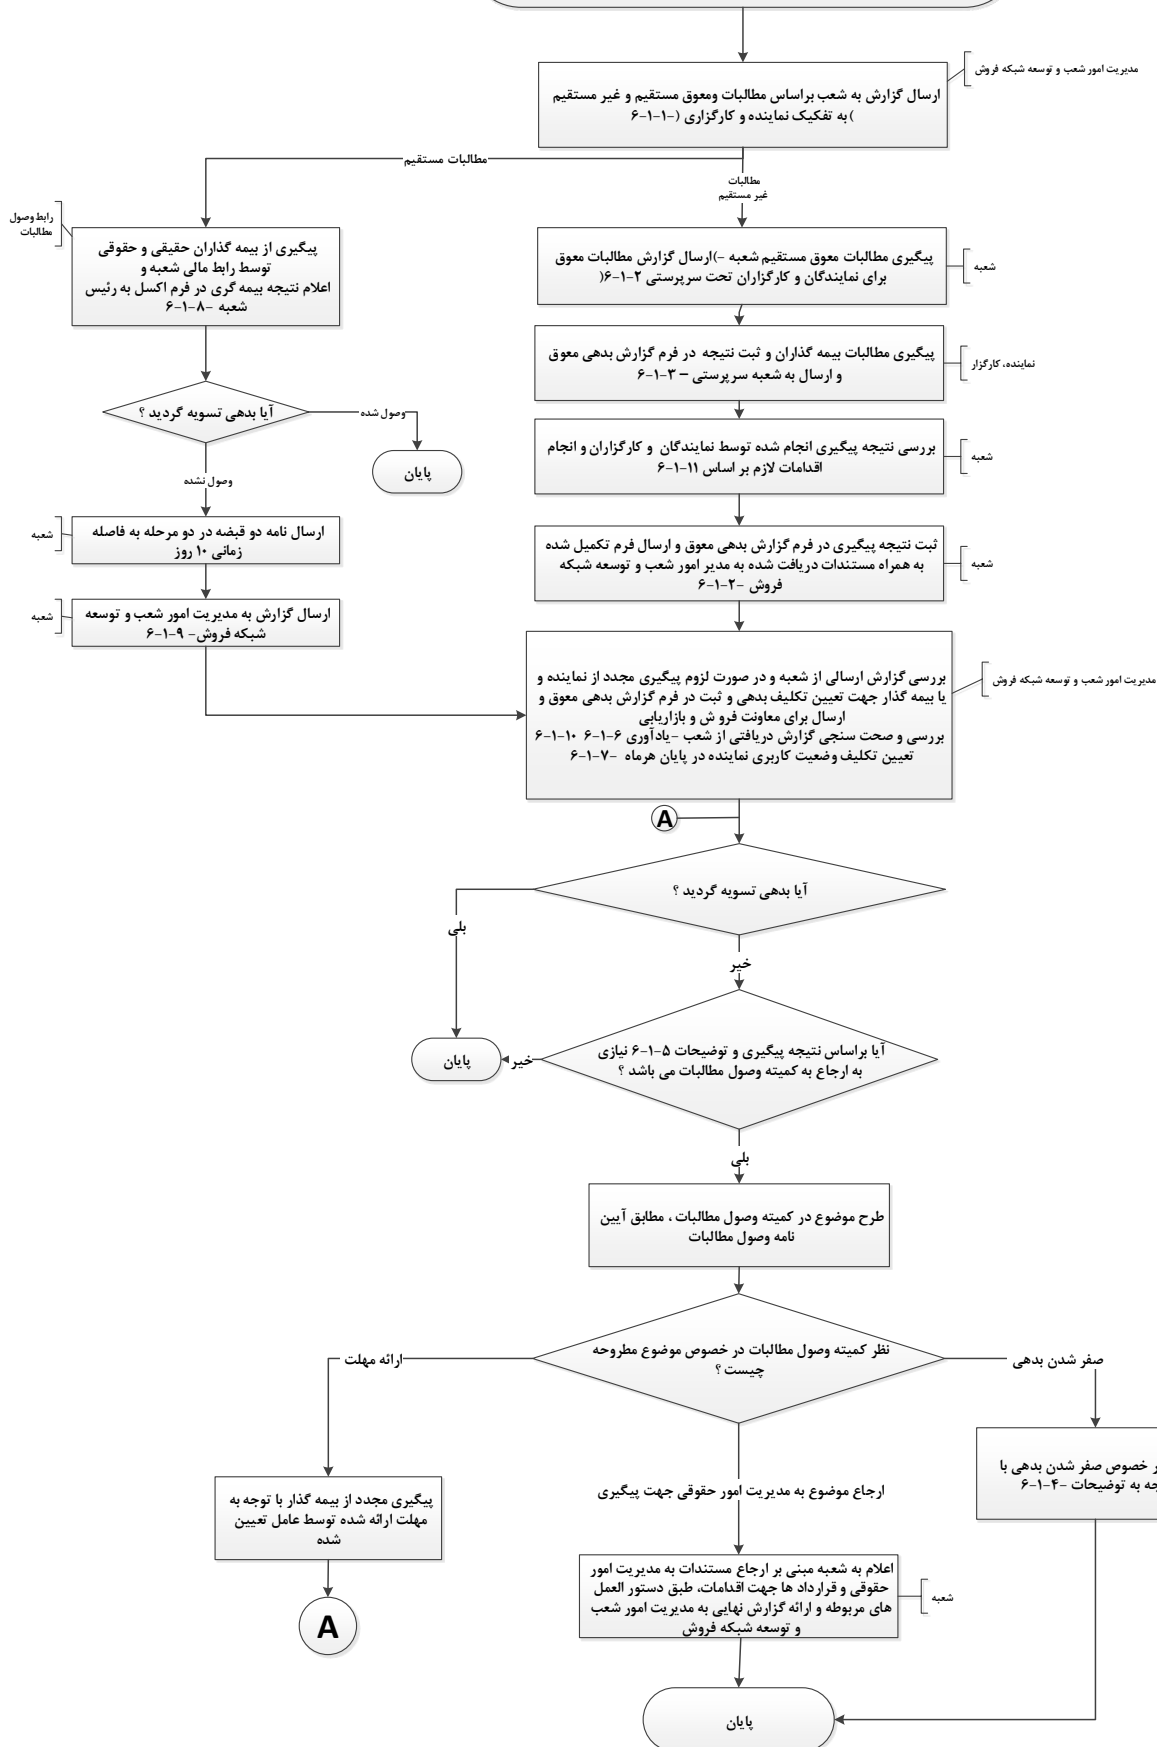 مدیریت امور شعب و توسعه شبکه فروش
ارسال گزارش به شعب براساس مطالبات ومعوق مستقیم و غیر مستقیم
)به تفکیک نماینده و کارگزاری (-۱-۱-۶
مطالبات مستقیم
مطالبات
غیر مستقیم
رابط وصول
مطالبات
پیگیری از بیمه گذاران حقیقی و حقوقی
توسط رابط مالی شعبه و
اعلام نتیجه بیمه گری در فرم اکسل به رئیس
شعبه -۸-۱-۶
پیگیری مطالبات معوق مستقیم شعبه -)ارسال گزارش مطالبات معوق
برای نمایندگان و کارگزاران تحت سرپرستی ۲-۱-۶(
شعبه
پیگیری مطالبات بیمه گذاران و ثبت نتیجه در فرم گزارش بدهی معوق
و ارسال به شعبه سرپرستی – ۳-۱-۶
نماینده، کارگزار
آیا بدهی تسویه گردید ؟
وصول شده
پایان
وصول نشده
بررسی نتیجه پیگیری انجام شده توسط نمایندگان و کارگزاران و انجام
اقدامات لازم بر اساس ۱۱-۱-۶
شعبه
ارسال نامه دو قبضه در دو مرحله به فاصله
زمانی ۱۰ روز
شعبه
ثبت نتیجه پیگیری در فرم گزارش بدهی معوق و ارسال فرم تکمیل شده
به همراه مستندات دریافت شده به مدیر امور شعب و توسعه شبکه
فروش -۲-۱-۶
شعبه
ارسال گزارش به مدیریت امور شعب و توسعه
شبکه فروش- ۹-۱-۶
شعبه
بررسی گزارش ارسالی از شعبه و در صورت لزوم پیگیری مجدد از نماینده و
یا بیمه گذار جهت تعیین تکلیف بدهی و ثبت در فرم گزارش بدهی معوق و
ارسال برای معاونت فرو ش و بازاریابی
بررسی و صحت سنجی گزارش دریافتی از شعب -یادآوری ۶-۱-۶ ۱۰-۱-۶
تعیین تکلیف وضعیت کاربری نماینده در پایان هرماه -۷-۱-۶
مدیریت امور شعب و توسعه شبکه فروش
A
آیا بدهی تسویه گردید ؟
بلی
خیر
آیا براساس نتیجه پیگیری و توضیحات ۵-۱-۶ نیازی
به ارجاع به کمیته وصول مطالبات می باشد ؟
خیر
پایان
بلی
طرح موضوع در کمیته وصول مطالبات ، مطابق آیین
نامه وصول مطالبات
نظر کمیته وصول مطالبات در خصوص موضوع مطروحه
چیست ؟
صفر شدن بدهی
ارائه مهلت
ر خصوص صفر شدن بدهی با
جه به توضیحات -۴-۱-۶
ارجاع موضوع به مدیریت امور حقوقی جهت پیگیری
پیگیری مجدد از بیمه گذار با توجه به
مهلت ارائه شده توسط عامل تعیین
شده
A
اعلام به شعبه مبنی بر ارجاع مستندات به مدیریت امور
حقوقی و قرارداد ها جهت اقدامات، طبق دستور العمل
های مربوطه و ارائه گزارش نهایی به مدیریت امور شعب
و توسعه شبکه فروش
شعبه
پایان